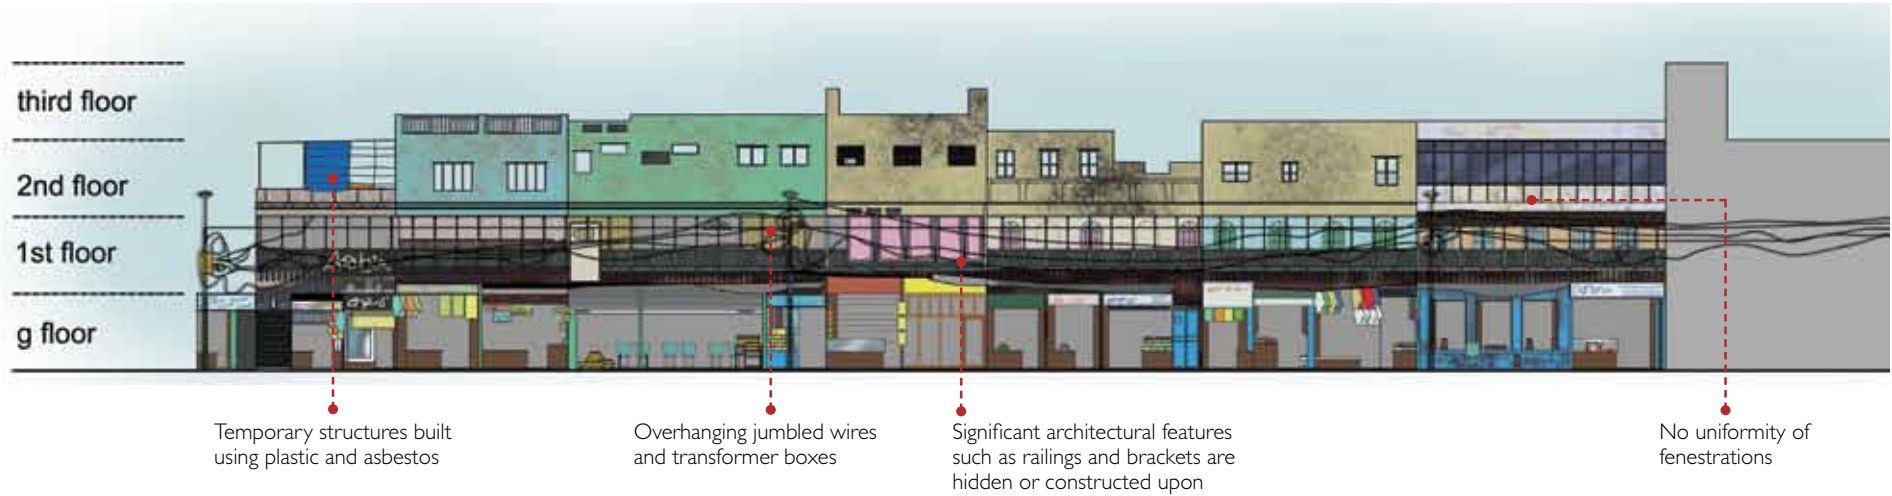 third floor
2nd floor
1st floor
g floor
Temporary structures built
using plastic and asbestos
Overhanging jumbled wires
and transformer boxes
Significant architectural features
such as railings and brackets are
hidden or constructed upon
No uniformity of
fenestrations